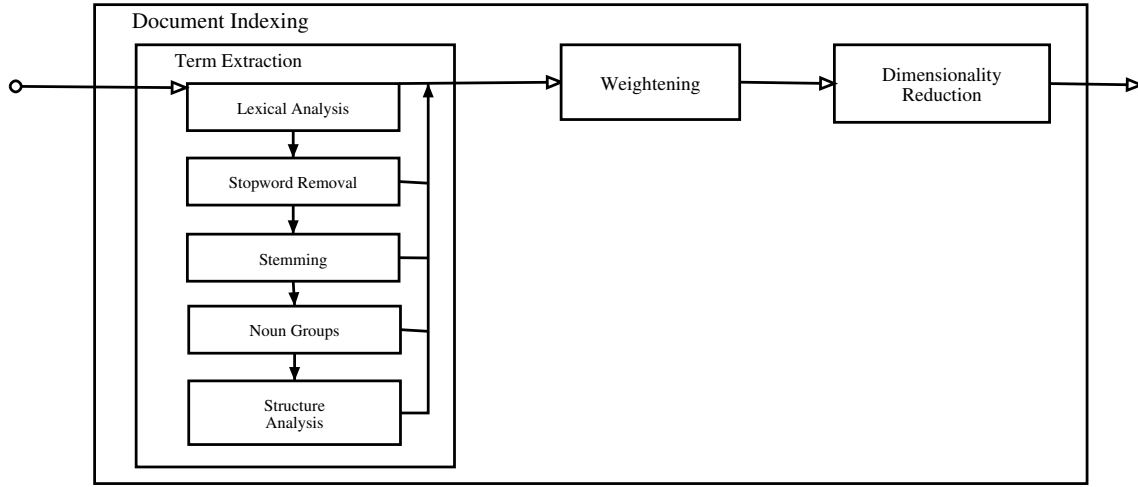 Document Indexing
Term Extraction
Lexical Analysis
Stopword Removal
Stemming
Noun Groups
Structure
Analysis
Weightening
Dimensionality
Reduction